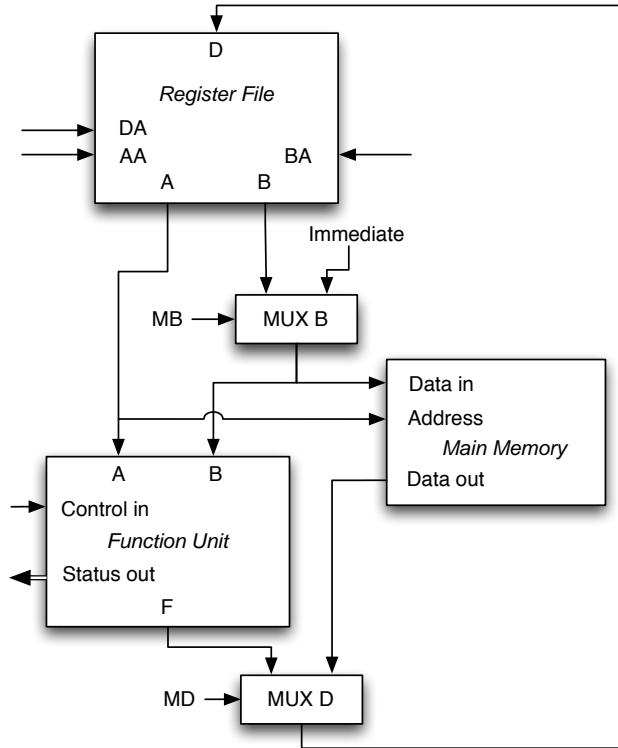 D
Register File
DA
AA
BA
A
B
Immediate
MB
MUX B
Data in
Address
Main Memory
Data out
A
B
Control in
Function Unit
Status out
F
MD
MUX D